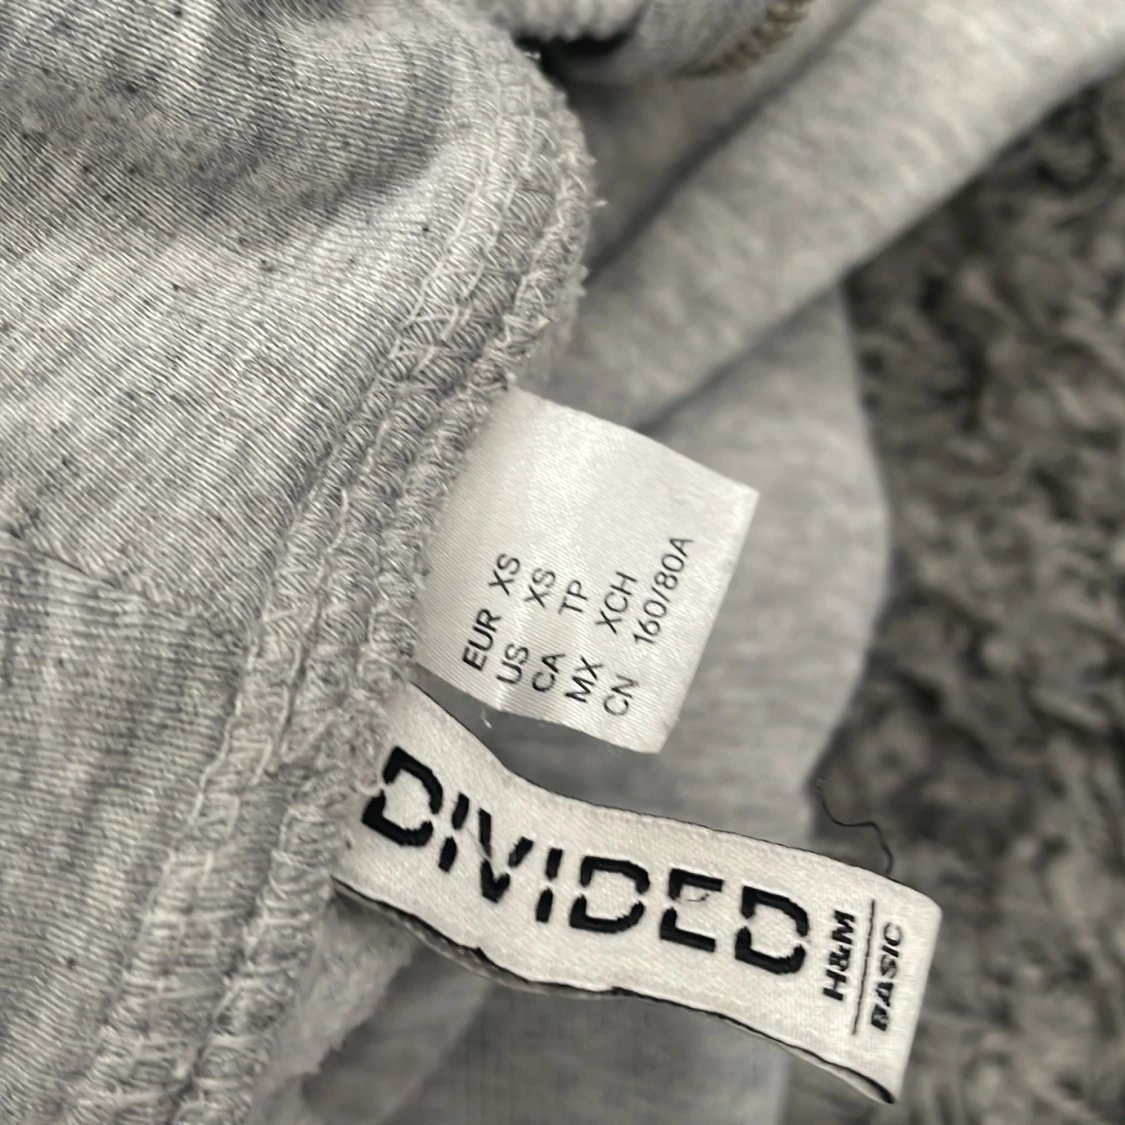 EUR XS
US XS
CA TP
MX XCH
CN 160/80A
DIVIDED
H&M
BASIC